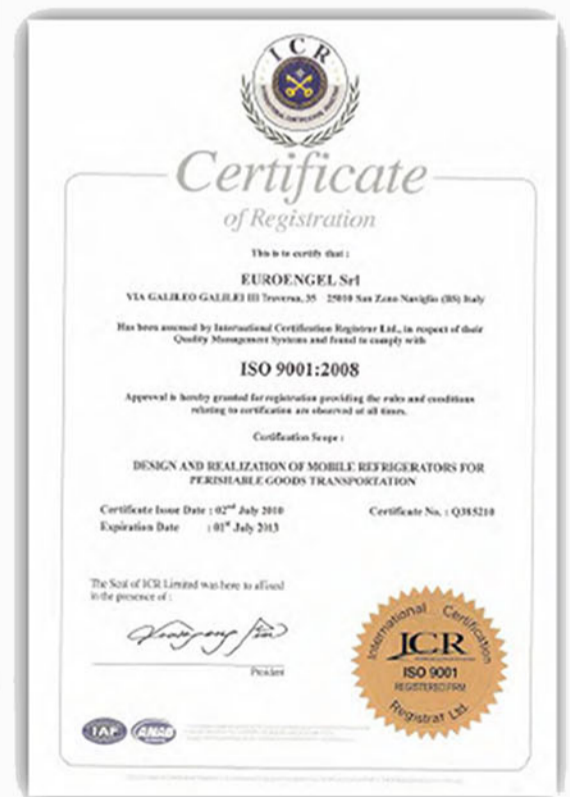 ICR
Certificate
of Registration
This is to certify that :
EUROENGEL Srl
VIA GALILEO GALILEI III Traversa, 35 25010 San Zeno Naviglio (BS) Italy
Has been assessed by International Certification Registrar Ltd., in respect of their
Quality Management Systems and found to comply with
ISO 9001:2008
Approval is hereby granted for registration providing the rules and conditions
relating to certification are observed at all times.
Certification Scope :
DESIGN AND REALIZATION OF MOBILE REFRIGERATORS FOR
PERISHABLE GOODS TRANSPORTATION
Certificate Issue Date : 02nd July 2010 Certificate No. : Q385210
Expiration Date : 01st July 2013
The Seal of ICR Limited was here to affixed
in the presence of :
President
IAF
ANAB
International Certification
ICR
ISO 9001
REGISTERED FIRM
Registrar Ltd.